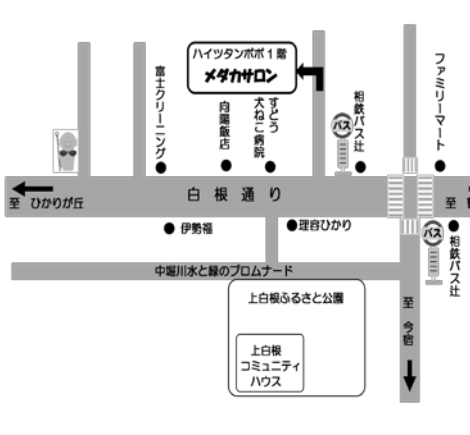 ハイツタンポポ1階
メダカサロン
富士クリーニング
向陽飯店
すどう
犬ねこ病院
バス
相鉄バス辻
ファミリーマート
白根通り
至 ひかりが丘
至
伊勢福
理容ひかり
バス
相鉄バス辻
中堀川水と緑のプロムナード
上白根ふるさと公園
至 今宿
上白根
コミュニティ
ハウス